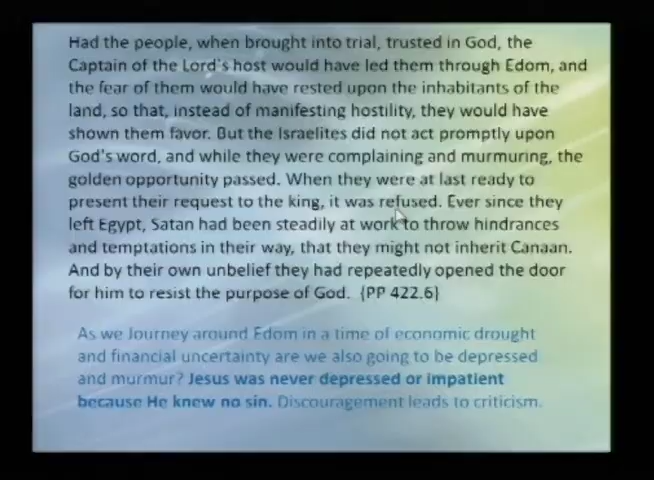 Had the people, when brought into trial, trusted in God, the
Captain of the Lord's host would have led them through Edom, and
the fear of them would have rested upon the inhabitants of the
land, so that, instead of manifesting hostility, they would have
shown them favor. But the Israelites did not act promptly upon
God's word, and while they were complaining and murmuring, the
golden opportunity passed. When they were at last ready to
present their request to the king, it was refused. Ever since they
left Egypt, Satan had been steadily at work to throw hindrances
and temptations in their way, that they might not inherit Canaan.
And by their own unbelief they had repeatedly opened the door
for him to resist the purpose of God. {PP 422.6}
As we Journey around Edom in a time of economic drought
and financial uncertainty are we also going to be depressed
and murmur? Jesus was never depressed or impatient
because He knew no sin. Discouragement leads to criticism.